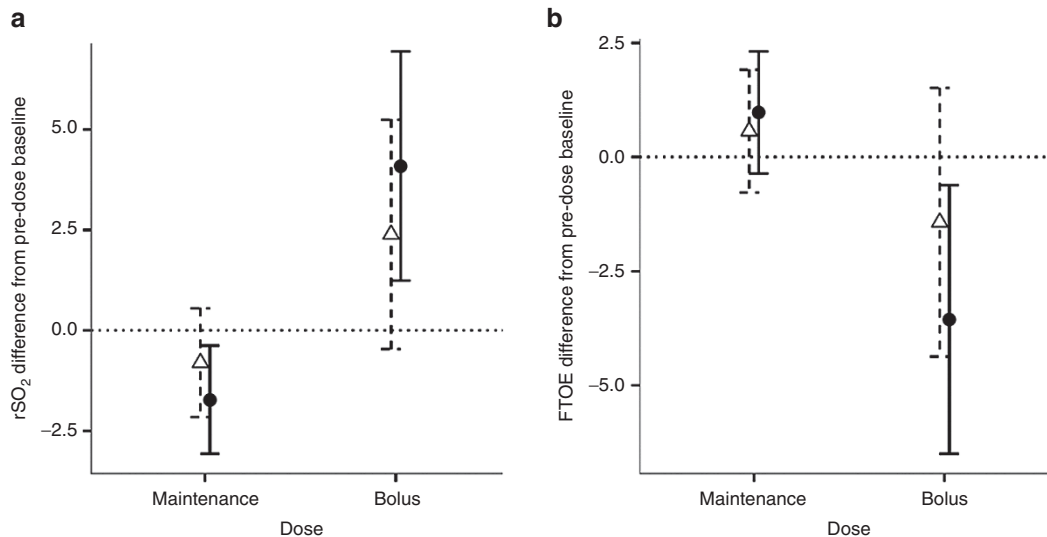 a
rSO₂ difference from pre-dose baseline
5.0
2.5
0.0
−2.5
Maintenance
Bolus
Dose
b
FTOE difference from pre-dose baseline
2.5
0.0
−2.5
−5.0
Maintenance
Bolus
Dose